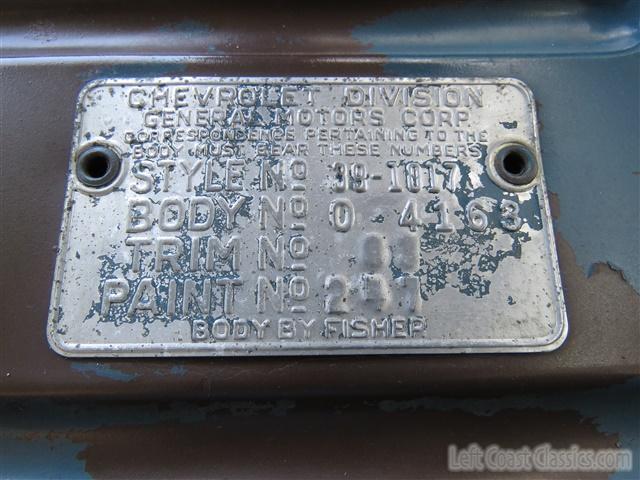 CHEVROLET DIVISION
GENERAL MOTORS CORP.
CORRESPONDENCE PERTAINING TO THE
BODY MUST BEAR THESE NUMBERS
STYLE NO 39-1817
BODY NO 0 4163
TRIM NO
PAINT NO
BODY BY FISHER
Left Coast Classics.com